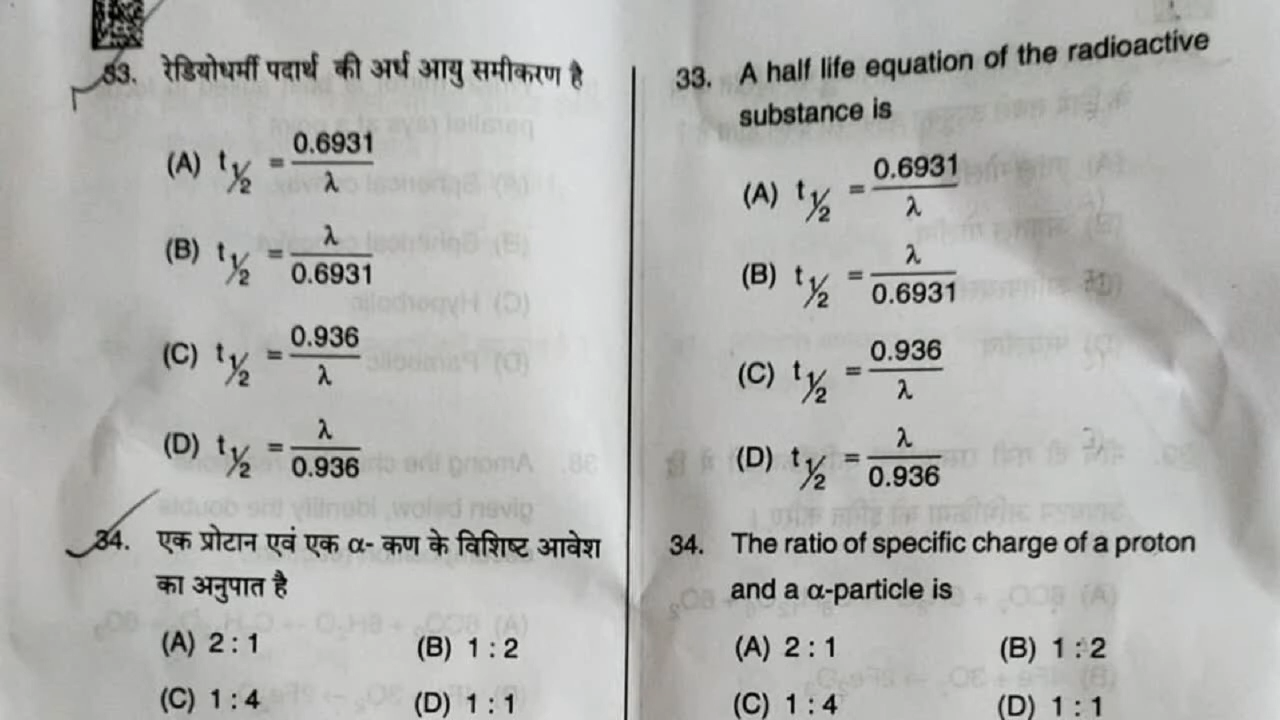 33. रेडियोधर्मी पदार्थ की अर्ध आयु समीकरण है
(A) t½ = 0.6931/λ
(B) t½ = λ/0.6931
(C) t½ = 0.936/λ
(D) t½ = λ/0.936
34. एक प्रोटान एवं एक α- कण के विशिष्ट आवेश
का अनुपात है
(A) 2 : 1
(B) 1 : 2
(C) 1 : 4
(D) 1 : 1
33. A half life equation of the radioactive
substance is
(A) t½ = 0.6931/λ
(B) t½ = λ/0.6931
(C) t½ = 0.936/λ
(D) t½ = λ/0.936
34. The ratio of specific charge of a proton
and a α-particle is
(A) 2 : 1
(B) 1 : 2
(C) 1 : 4
(D) 1 : 1